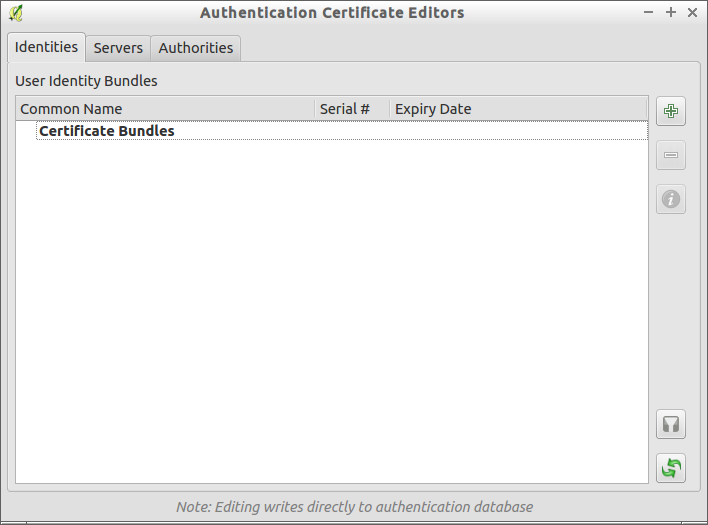 Authentication Certificate Editors
Identities Servers Authorities
User Identity Bundles
Common Name Serial # Expiry Date
Certificate Bundles
Note: Editing writes directly to authentication database